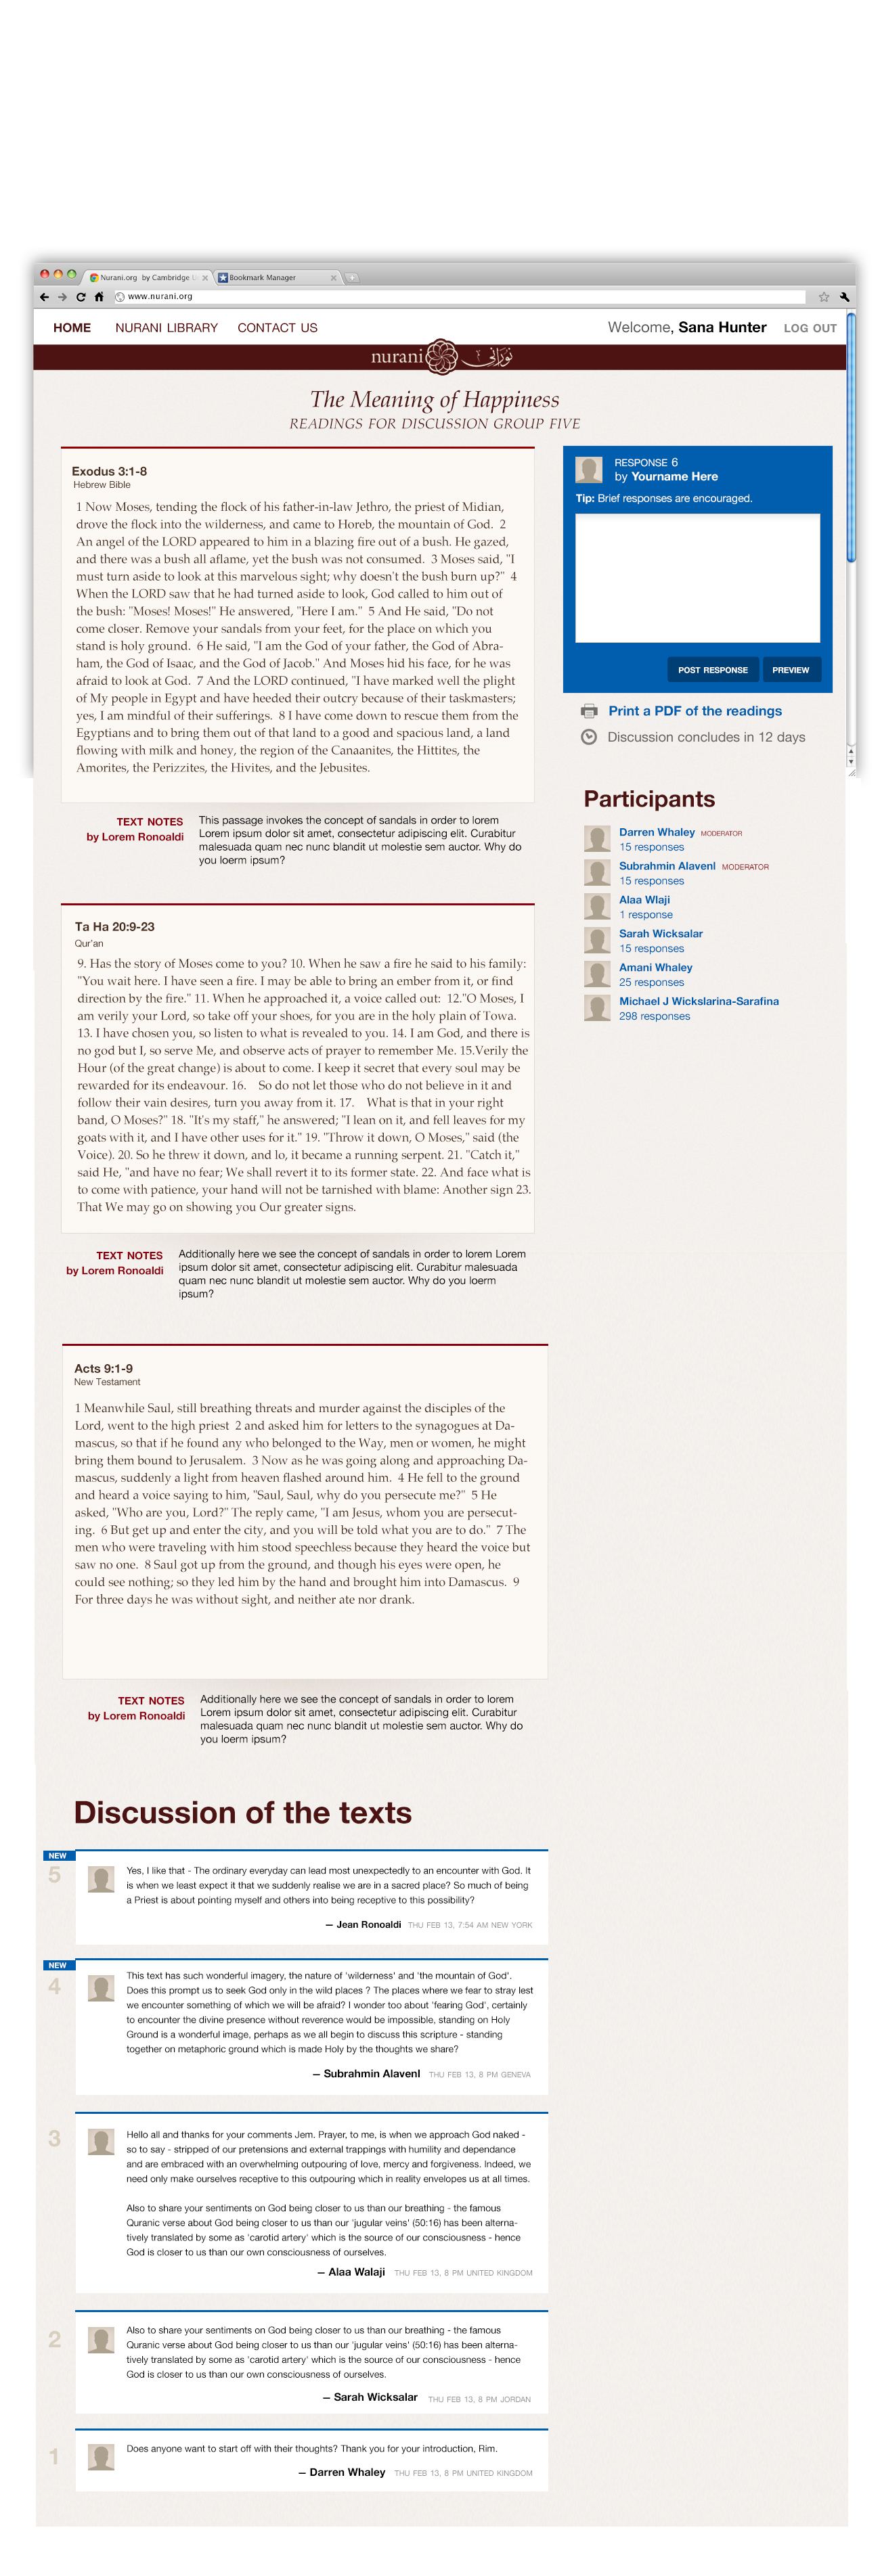 Nurani.org by Cambridge U
Bookmark Manager
www.nurani.org
HOME NURANI LIBRARY CONTACT US
Welcome, Sana Hunter LOG OUT
nurani نورانی
The Meaning of Happiness
READINGS FOR DISCUSSION GROUP FIVE
Exodus 3:1-8
Hebrew Bible
1 Now Moses, tending the flock of his father-in-law Jethro, the priest of Midian,
drove the flock into the wilderness, and came to Horeb, the mountain of God. 2
An angel of the LORD appeared to him in a blazing fire out of a bush. He gazed,
and there was a bush all aflame, yet the bush was not consumed. 3 Moses said, "I
must turn aside to look at this marvelous sight; why doesn't the bush burn up?" 4
When the LORD saw that he had turned aside to look, God called to him out of
the bush: "Moses! Moses!" He answered, "Here I am." 5 And He said, "Do not
come closer. Remove your sandals from your feet, for the place on which you
stand is holy ground. 6 He said, "I am the God of your father, the God of Abra-
ham, the God of Isaac, and the God of Jacob." And Moses hid his face, for he was
afraid to look at God. 7 And the LORD continued, "I have marked well the plight
of My people in Egypt and have heeded their outcry because of their taskmasters;
yes, I am mindful of their sufferings. 8 I have come down to rescue them from the
Egyptians and to bring them out of that land to a good and spacious land, a land
flowing with milk and honey, the region of the Canaanites, the Hittites, the
Amorites, the Perizzites, the Hivites, and the Jebusites.
TEXT NOTES
by Lorem Ronoaldi
This passage invokes the concept of sandals in order to lorem
Lorem ipsum dolor sit amet, consectetur adipiscing elit. Curabitur
malesuada quam nec nunc blandit ut molestie sem auctor. Why do
you loerm ipsum?
RESPONSE 6
by Yourname Here
Tip: Brief responses are encouraged.
POST RESPONSE PREVIEW
Print a PDF of the readings
Discussion concludes in 12 days
Participants
Darren Whaley MODERATOR
15 responses
Subrahmin Alavenl MODERATOR
15 responses
Alaa Wlaji
1 response
Sarah Wicksalar
15 responses
Amani Whaley
25 responses
Michael J Wickslarina-Sarafina
298 responses
Ta Ha 20:9-23
Qur'an
9. Has the story of Moses come to you? 10. When he saw a fire he said to his family:
"You wait here. I have seen a fire. I may be able to bring an ember from it, or find
direction by the fire." 11. When he approached it, a voice called out: 12."O Moses, I
am verily your Lord, so take off your shoes, for you are in the holy plain of Towa.
13. I have chosen you, so listen to what is revealed to you. 14. I am God, and there is
no god but I, so serve Me, and observe acts of prayer to remember Me. 15.Verily the
Hour (of the great change) is about to come. I keep it secret that every soul may be
rewarded for its endeavour. 16. So do not let those who do not believe in it and
follow their vain desires, turn you away from it. 17. What is that in your right
band, O Moses?" 18. "It's my staff," he answered; "I lean on it, and fell leaves for my
goats with it, and I have other uses for it." 19. "Throw it down, O Moses," said (the
Voice). 20. So he threw it down, and lo, it became a running serpent. 21. "Catch it,"
said He, "and have no fear; We shall revert it to its former state. 22. And face what is
to come with patience, your hand will not be tarnished with blame: Another sign 23.
That We may go on showing you Our greater signs.
TEXT NOTES
by Lorem Ronoaldi
Additionally here we see the concept of sandals in order to lorem Lorem
ipsum dolor sit amet, consectetur adipiscing elit. Curabitur malesuada
quam nec nunc blandit ut molestie sem auctor. Why do you loerm
ipsum?
Acts 9:1-9
New Testament
1 Meanwhile Saul, still breathing threats and murder against the disciples of the
Lord, went to the high priest 2 and asked him for letters to the synagogues at Da-
mascus, so that if he found any who belonged to the Way, men or women, he might
bring them bound to Jerusalem. 3 Now as he was going along and approaching Da-
mascus, suddenly a light from heaven flashed around him. 4 He fell to the ground
and heard a voice saying to him, "Saul, Saul, why do you persecute me?" 5 He
asked, "Who are you, Lord?" The reply came, "I am Jesus, whom you are persecut-
ing. 6 But get up and enter the city, and you will be told what you are to do." 7 The
men who were traveling with him stood speechless because they heard the voice but
saw no one. 8 Saul got up from the ground, and though his eyes were open, he
could see nothing; so they led him by the hand and brought him into Damascus. 9
For three days he was without sight, and neither ate nor drank.
TEXT NOTES
by Lorem Ronoaldi
Additionally here we see the concept of sandals in order to lorem
Lorem ipsum dolor sit amet, consectetur adipiscing elit. Curabitur
malesuada quam nec nunc blandit ut molestie sem auctor. Why do
you loerm ipsum?
Discussion of the texts
NEW
5
Yes, I like that - The ordinary everyday can lead most unexpectedly to an encounter with God. It
is when we least expect it that we suddenly realise we are in a sacred place? So much of being
a Priest is about pointing myself and others into being receptive to this possibility?
– Jean Ronoaldi THU FEB 13, 7:54 AM NEW YORK
NEW
4
This text has such wonderful imagery, the nature of 'wilderness' and 'the mountain of God'.
Does this prompt us to seek God only in the wild places ? The places where we fear to stray lest
we encounter something of which we will be afraid? I wonder too about 'fearing God', certainly
to encounter the divine presence without reverence would be impossible, standing on Holy
Ground is a wonderful image, perhaps as we all begin to discuss this scripture - standing
together on metaphoric ground which is made Holy by the thoughts we share?
– Subrahmin Alavenl THU FEB 13, 8 PM GENEVA
3
Hello all and thanks for your comments Jem. Prayer, to me, is when we approach God naked -
so to say - stripped of our pretensions and external trappings with humility and dependance
and are embraced with an overwhelming outpouring of love, mercy and forgiveness. Indeed, we
need only make ourselves receptive to this outpouring which in reality envelopes us at all times.
Also to share your sentiments on God being closer to us than our breathing - the famous
Quranic verse about God being closer to us than our 'jugular veins' (50:16) has been alterna-
tively translated by some as 'carotid artery' which is the source of our consciousness - hence
God is closer to us than our own consciousness of ourselves.
– Alaa Walaji THU FEB 13, 8 PM UNITED KINGDOM
2
Also to share your sentiments on God being closer to us than our breathing - the famous
Quranic verse about God being closer to us than our 'jugular veins' (50:16) has been alterna-
tively translated by some as 'carotid artery' which is the source of our consciousness - hence
God is closer to us than our own consciousness of ourselves.
– Sarah Wicksalar THU FEB 13, 8 PM JORDAN
1
Does anyone want to start off with their thoughts? Thank you for your introduction, Rim.
– Darren Whaley THU FEB 13, 8 PM UNITED KINGDOM